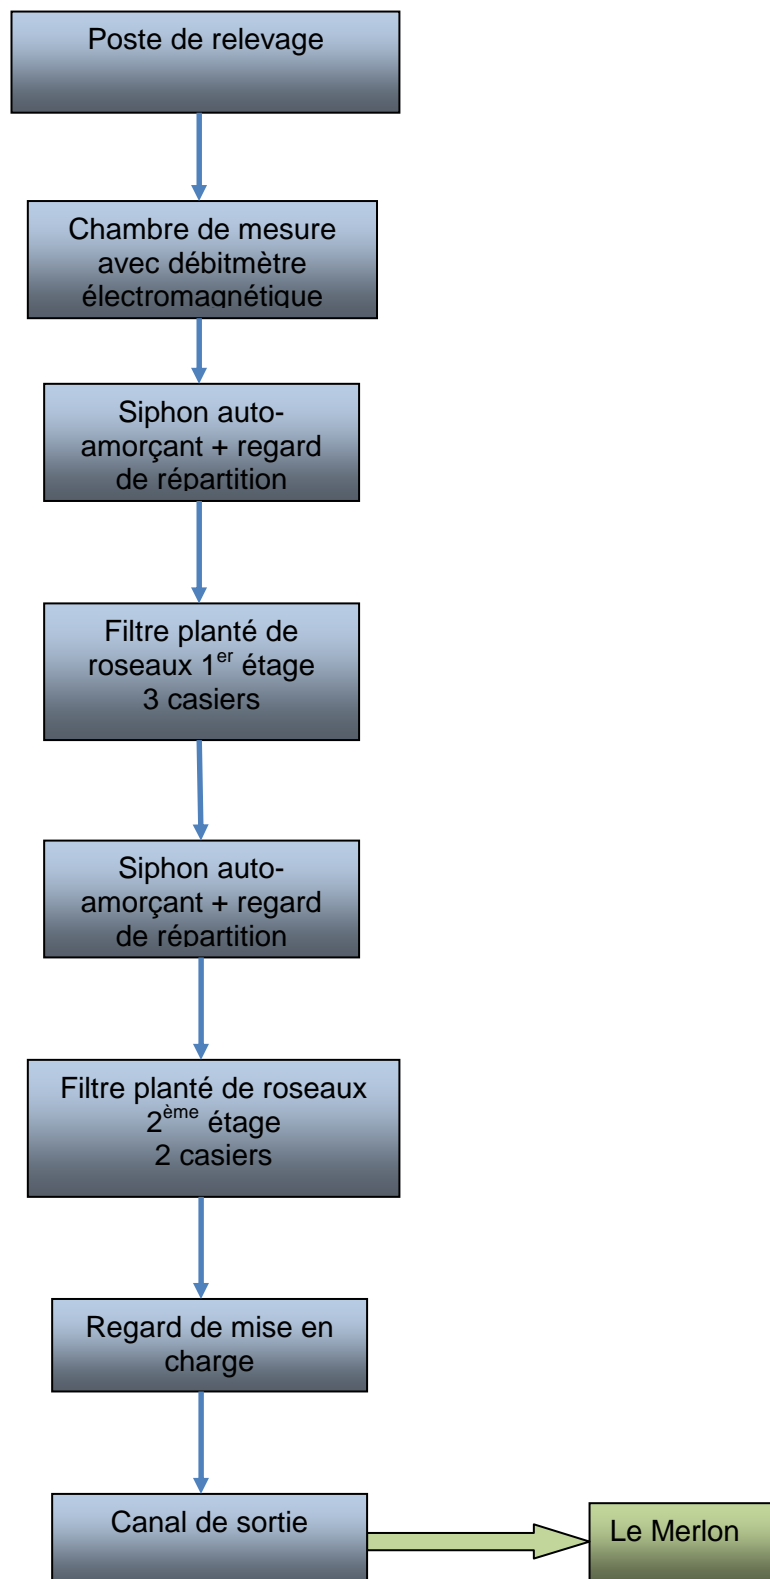 Poste de relevage
Chambre de mesure
avec débitmètre
électromagnétique
Siphon auto-
amorçant + regard
de répartition
Filtre planté de
roseaux 1er étage
3 casiers
Siphon auto-
amorçant + regard
de répartition
Filtre planté de roseaux
2ème étage
2 casiers
Regard de mise en
charge
Canal de sortie
Le Merlon